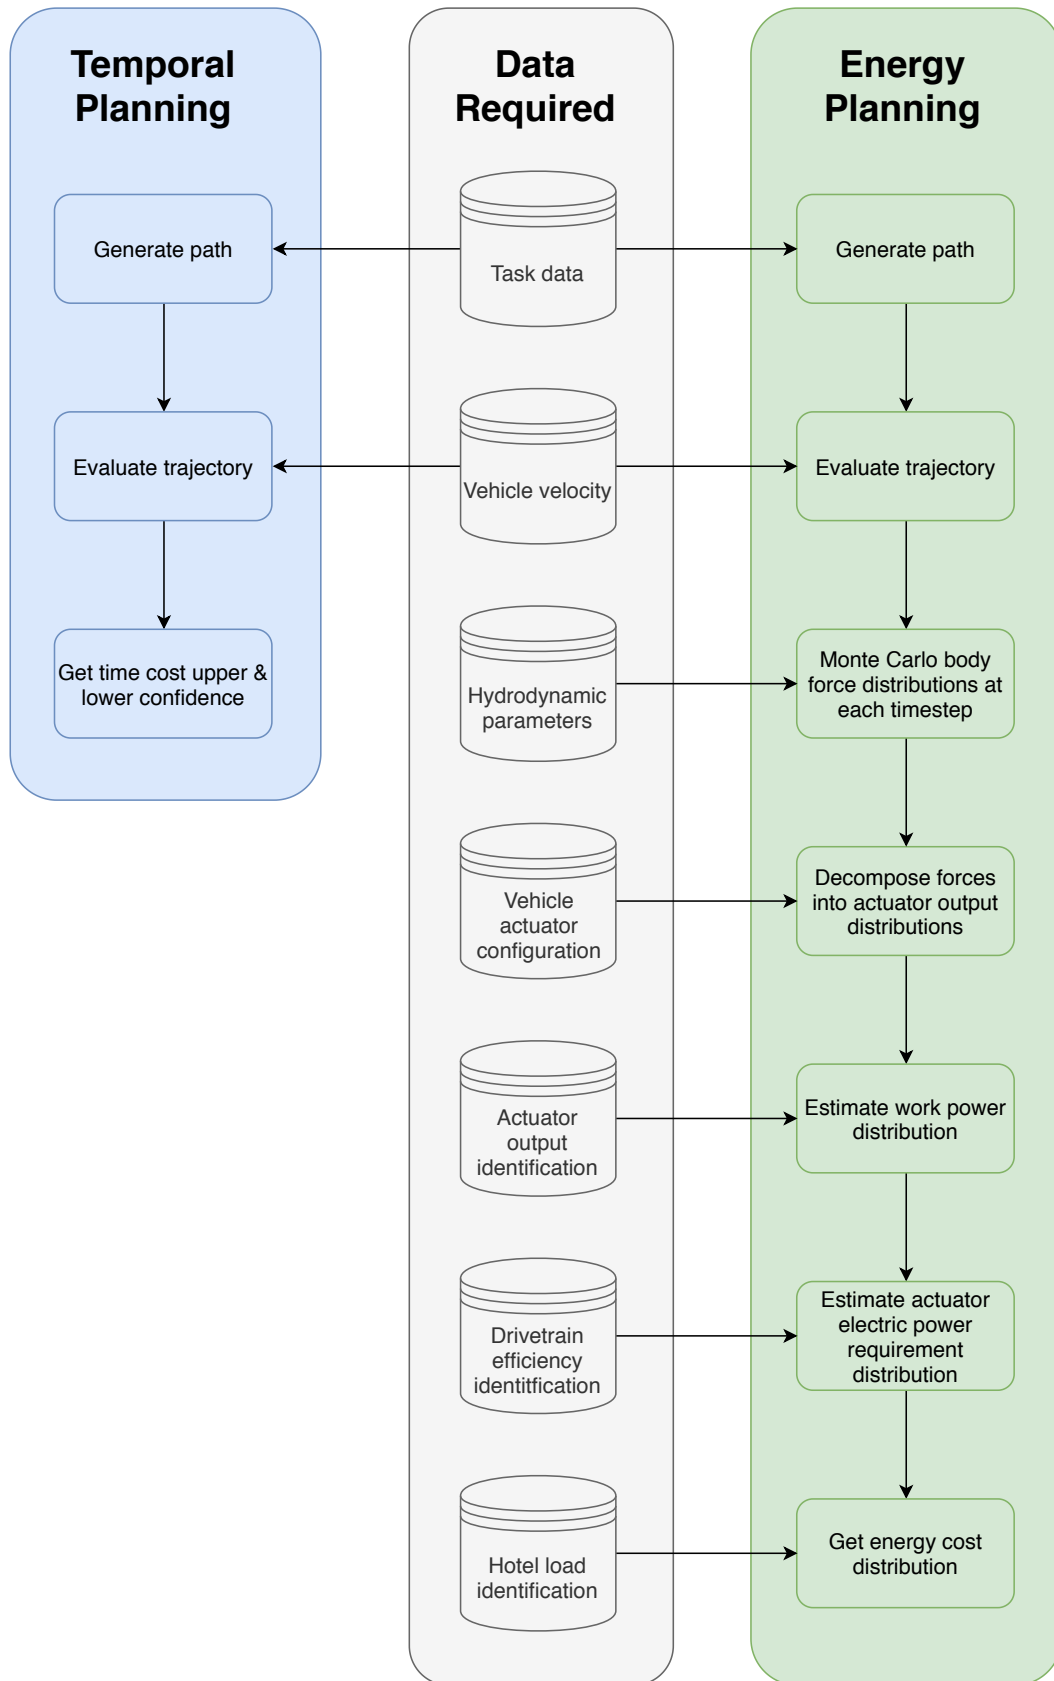 Temporal
Planning
Data
Required
Energy
Planning
Generate path
Task data
Generate path
Evaluate trajectory
Vehicle velocity
Evaluate trajectory
Get time cost upper &
lower confidence
Hydrodynamic
parameters
Monte Carlo body
force distributions at
each timestep
Vehicle
actuator
configuration
Decompose forces
into actuator output
distributions
Actuator
output
identification
Estimate work power
distribution
Drivetrain
efficiency
identitfication
Estimate actuator
electric power
requirement
distribution
Hotel load
identification
Get energy cost
distribution